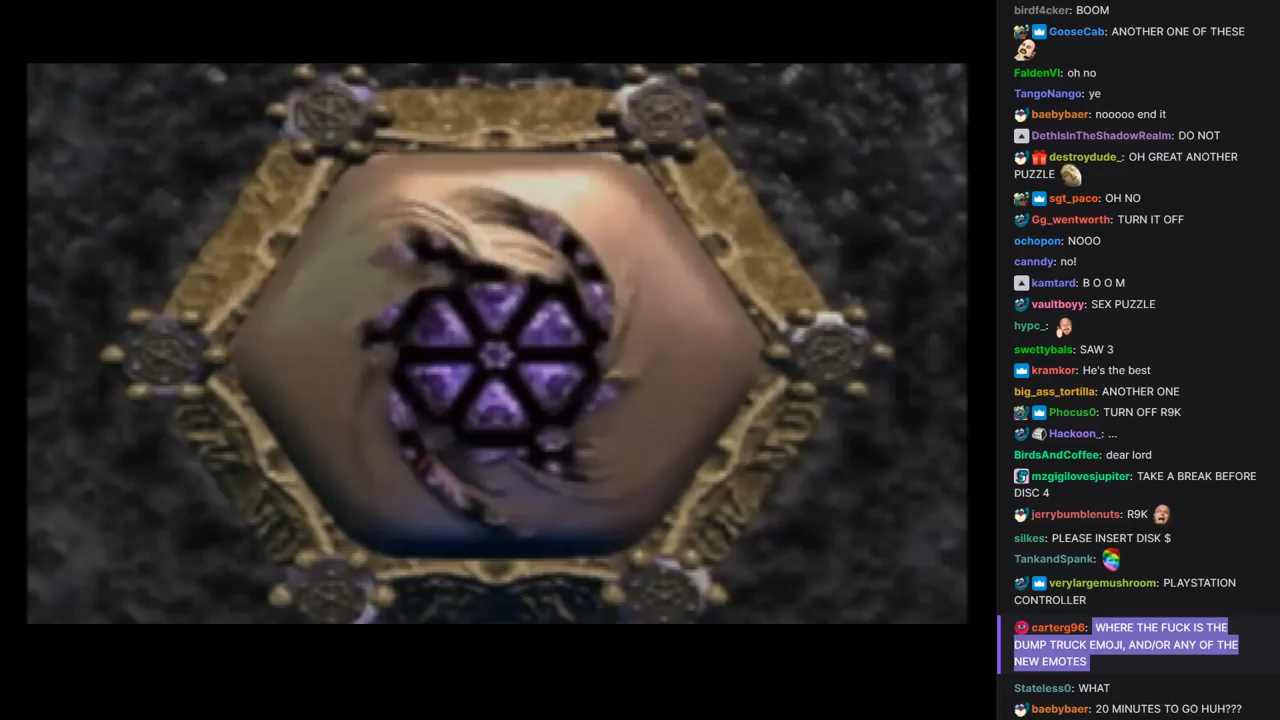 birdf4cker: BOOM
GooseCab: ANOTHER ONE OF THESE
FaldenVI: oh no
TangoNango: ye
baebybaer: nooooo end it
DethIsInTheShadowRealm: DO NOT
destroydude_: OH GREAT ANOTHER
PUZZLE
sgt_paco: OH NO
Gg_wentworth: TURN IT OFF
ochopon: NOOO
canndy: no!
kamtard: B O O M
vaultboyy: SEX PUZZLE
hypc_:
swettybals: SAW 3
kramkor: He's the best
big_ass_tortilla: ANOTHER ONE
Phocus0: TURN OFF R9K
Hackoon_: ...
BirdsAndCoffee: dear lord
mzgigilovesjupiter: TAKE A BREAK BEFORE
DISC 4
jerrybumblenuts: R9K
silkes: PLEASE INSERT DISK $
TankandSpank:
verylargemushroom: PLAYSTATION
CONTROLLER
carterg96: WHERE THE FUCK IS THE
DUMP TRUCK EMOJI, AND/OR ANY OF THE
NEW EMOTES
Stateless0: WHAT
baebybaer: 20 MINUTES TO GO HUH???